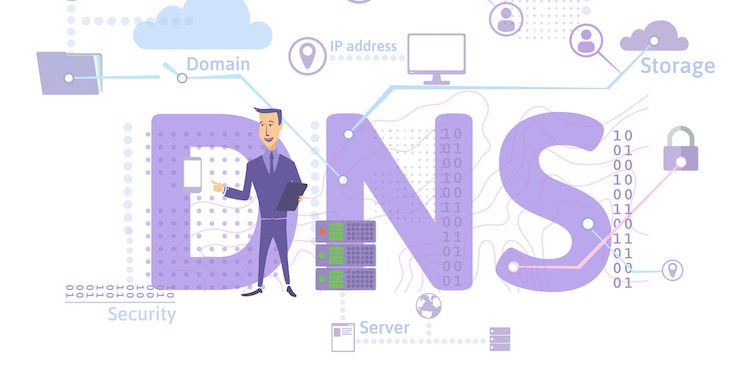 IP address
Domain
Storage
DNS
Security
Server